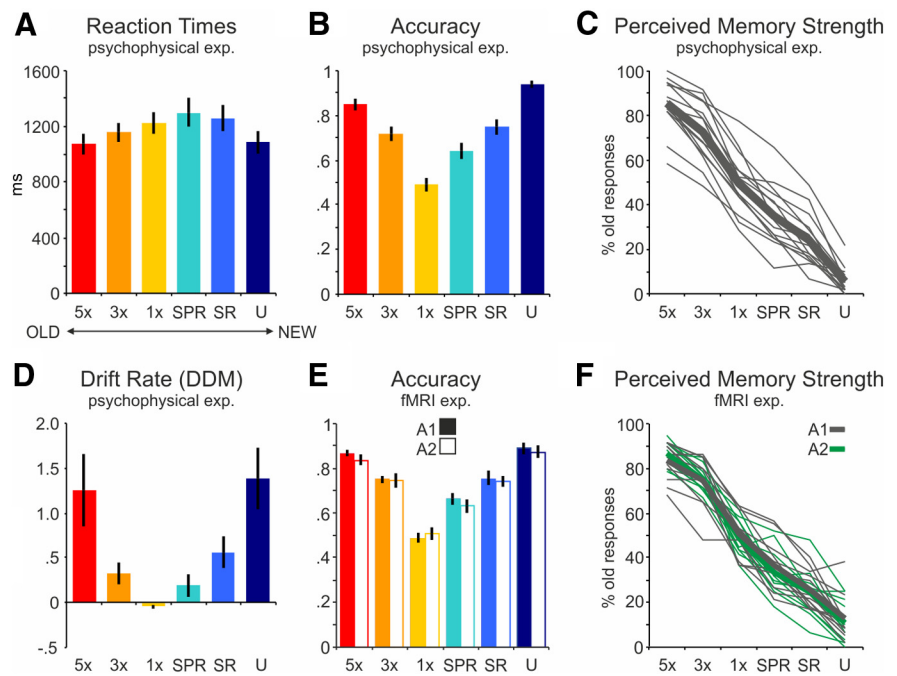 A
Reaction Times
psychophysical exp.
1600
1200
800
400
0
ms
5x 3x 1x SPR SR U
OLD NEW
B
Accuracy
psychophysical exp.
1
.8
.6
.4
.2
0
5x 3x 1x SPR SR U
C
Perceived Memory Strength
psychophysical exp.
100
80
60
40
20
0
% old responses
5x 3x 1x SPR SR U
D
Drift Rate (DDM)
psychophysical exp.
2.0
1.5
1.0
.5
0
-.5
5x 3x 1x SPR SR U
E
Accuracy
fMRI exp.
A1
A2
1
.8
.6
.4
.2
0
5x 3x 1x SPR SR U
F
Perceived Memory Strength
fMRI exp.
A1
A2
100
80
60
40
20
0
% old responses
5x 3x 1x SPR SR U